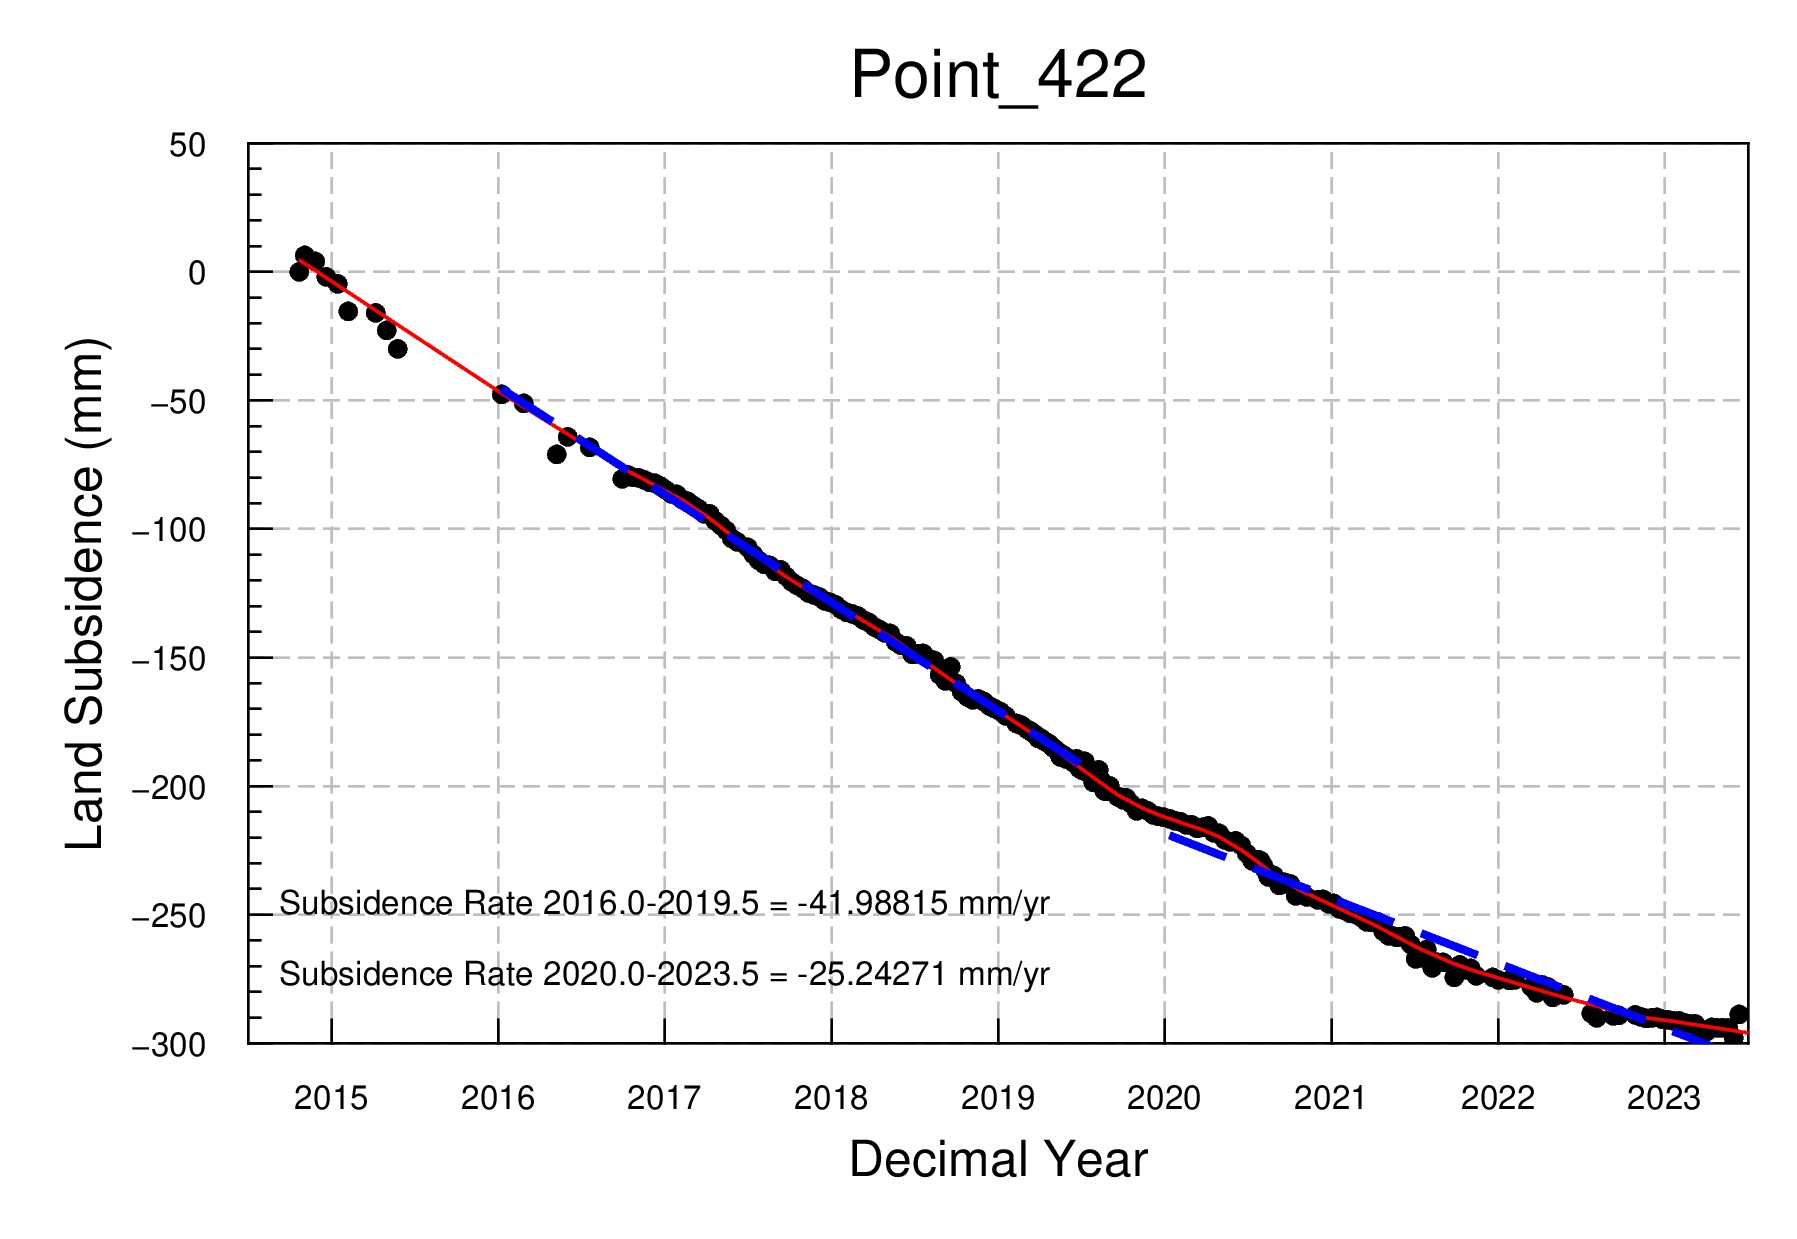 Point_422
50
0
−50
−100
−150
−200
−250
−300
Land Subsidence (mm)
Subsidence Rate 2016.0-2019.5 = -41.98815 mm/yr
Subsidence Rate 2020.0-2023.5 = -25.24271 mm/yr
2015 2016 2017 2018 2019 2020 2021 2022 2023
Decimal Year